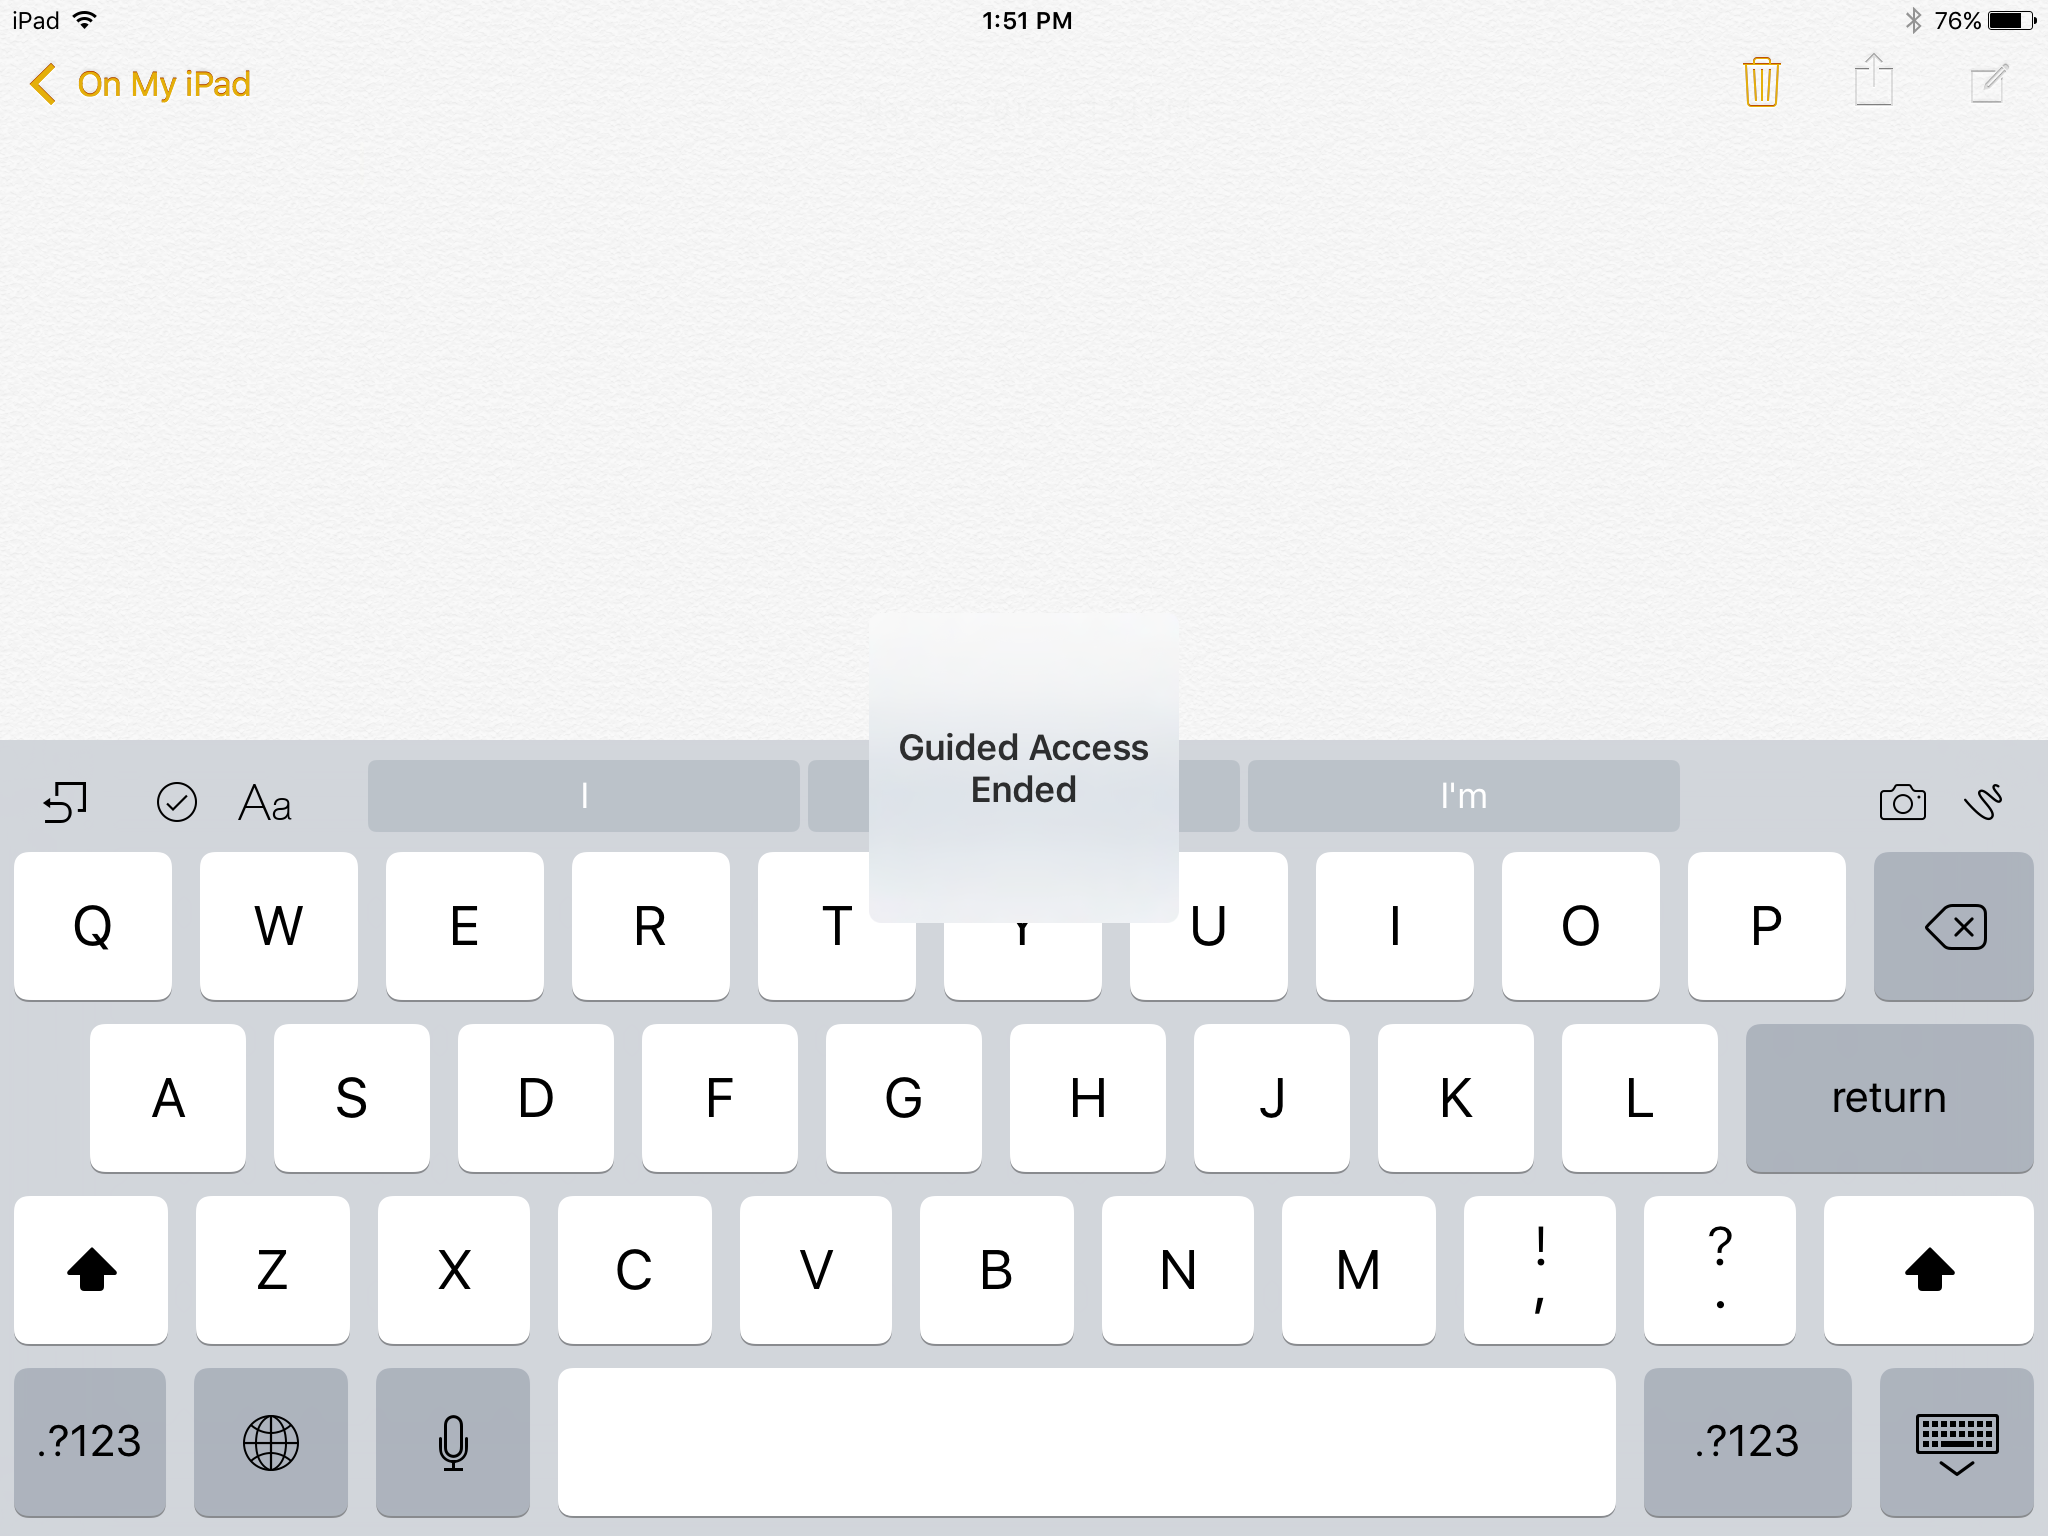 iPad 1:51 PM 76%
On My iPad
Guided Access
Ended
Aa I I'm
Q W E R T Y U I O P
A S D F G H J K L return
Z X C V B N M ! ?
, .
.?123 .?123